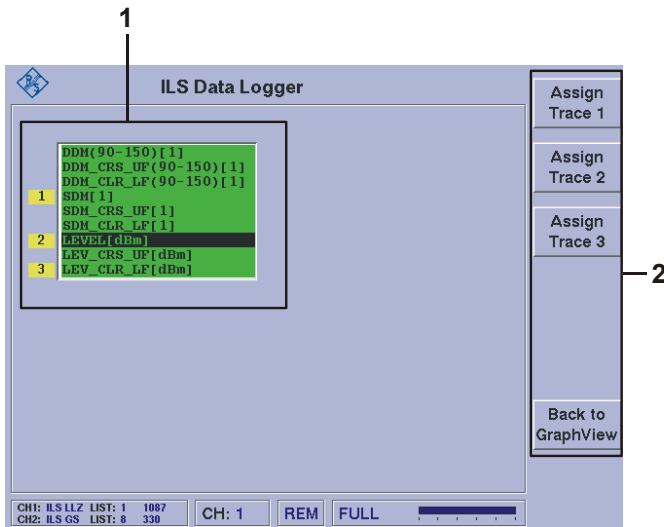 1
R S
ILS Data Logger
Assign
Trace 1
DDM(90-150)[1]
DDM_CRS_UF(90-150)[1]
DDM_CLR_LF(90-150)[1]
1 SDM[1]
SDM_CRS_UF[1]
SDM_CLR_LF[1]
2 LEVEL[dBm]
LEV_CRS_UF[dBm]
3 LEV_CLR_LF[dBm]
Assign
Trace 2
Assign
Trace 3
2
Back to
GraphView
CH1: ILS LLZ LIST: 1 1087
CH2: ILS GS LIST: 8 330
CH: 1
REM
FULL